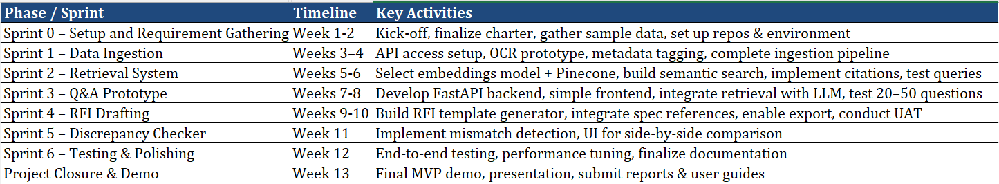 Phase / Sprint Timeline Key Activities
Sprint 0 – Setup and Requirement Gathering Week 1-2 Kick-off, finalize charter, gather sample data, set up repos & environment
Sprint 1 – Data Ingestion Weeks 3–4 API access setup, OCR prototype, metadata tagging, complete ingestion pipeline
Sprint 2 – Retrieval System Weeks 5-6 Select embeddings model + Pinecone, build semantic search, implement citations, test queries
Sprint 3 – Q&A Prototype Weeks 7-8 Develop FastAPI backend, simple frontend, integrate retrieval with LLM, test 20–50 questions
Sprint 4 – RFI Drafting Weeks 9-10 Build RFI template generator, integrate spec references, enable export, conduct UAT
Sprint 5 – Discrepancy Checker Week 11 Implement mismatch detection, UI for side-by-side comparison
Sprint 6 – Testing & Polishing Week 12 End-to-end testing, performance tuning, finalize documentation
Project Closure & Demo Week 13 Final MVP demo, presentation, submit reports & user guides